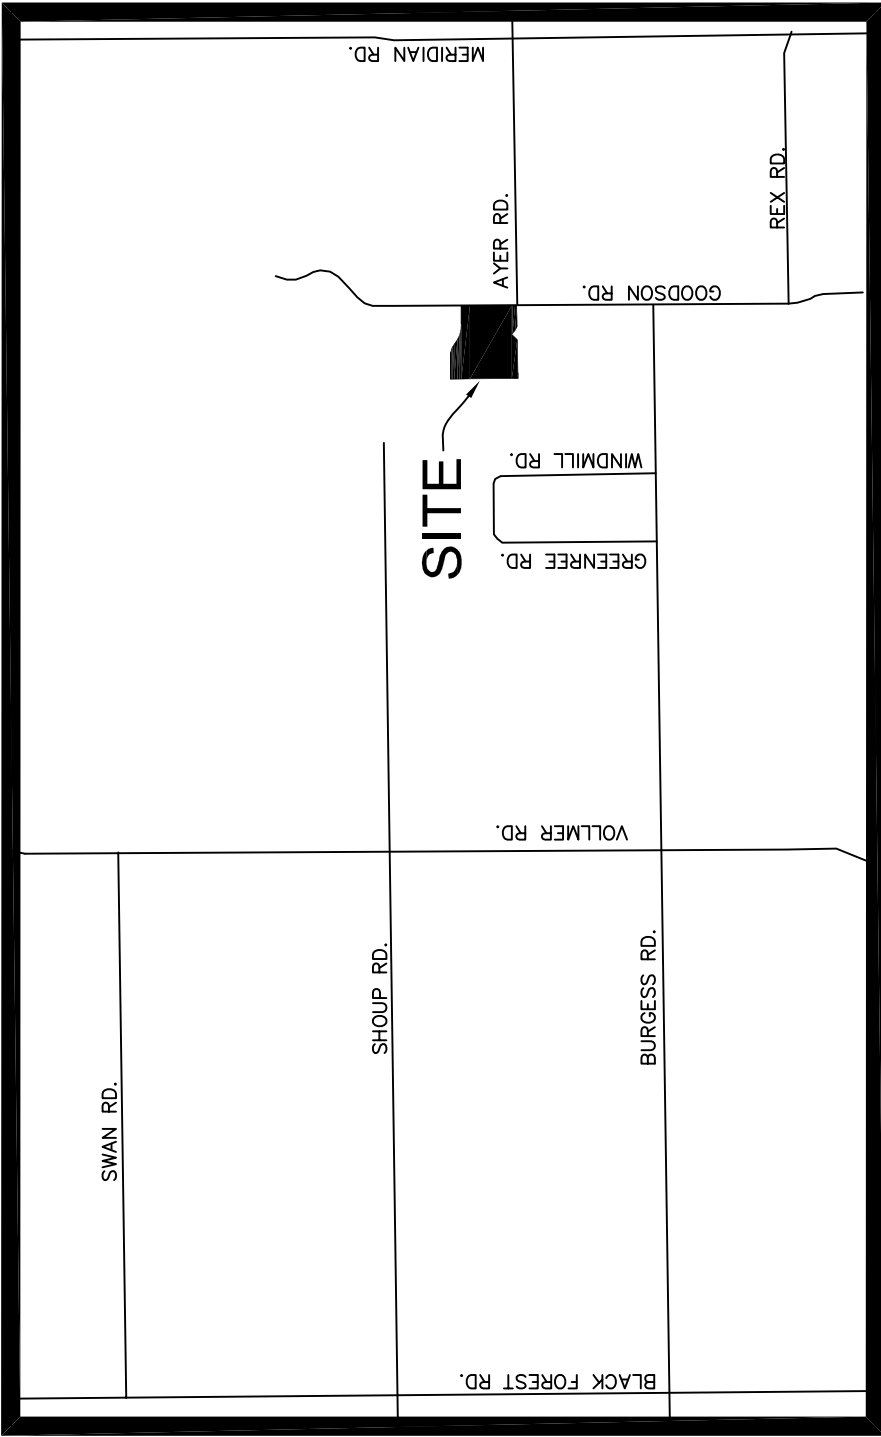 MERIDIAN RD.
REX RD.
AYER RD.
GOODSON RD.
WINDMILL RD.
SITE
GREENREE RD.
VOLLMER RD.
SHOUP RD.
BURGESS RD.
SWAN RD.
BLACK FOREST RD.